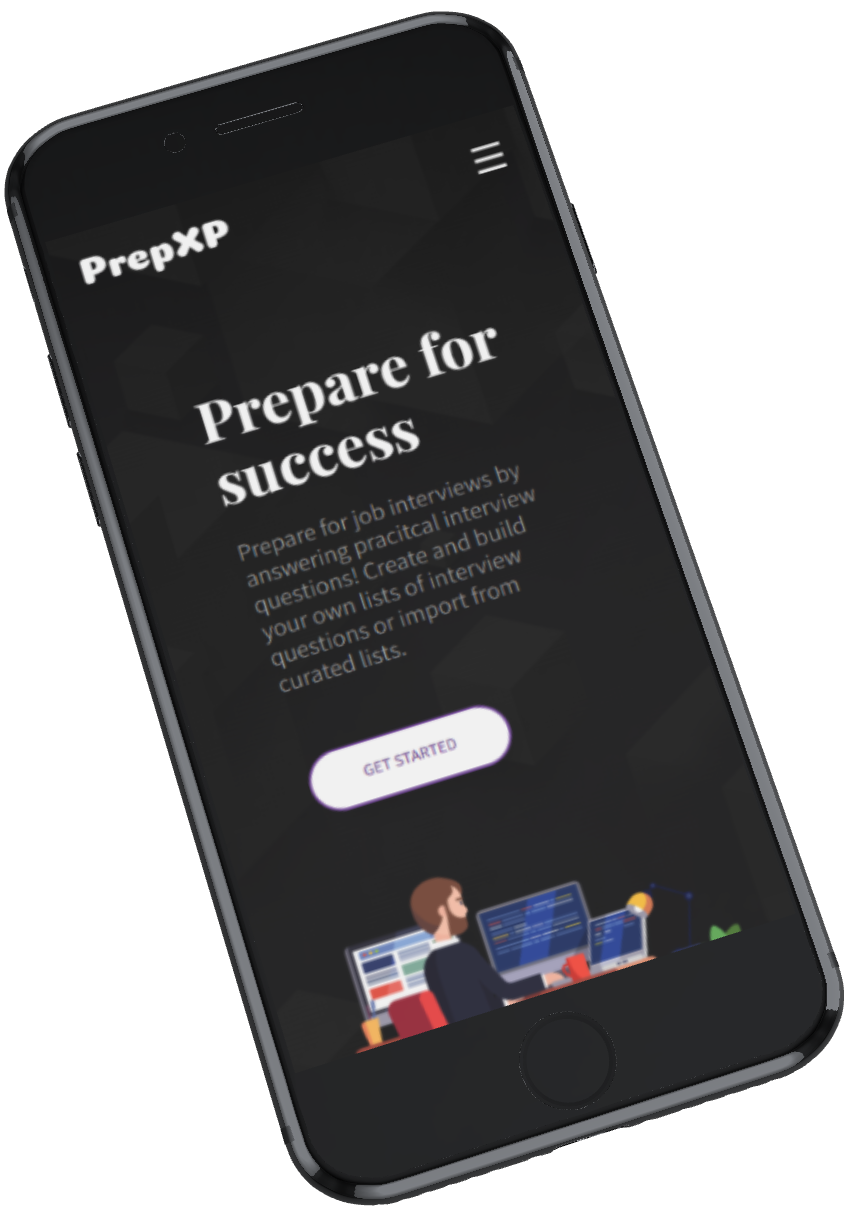 PrepXP
Prepare for
success
Prepare for job interviews by
answering pracitcal interview
questions! Create and build
your own lists of interview
questions or import from
curated lists.
GET STARTED